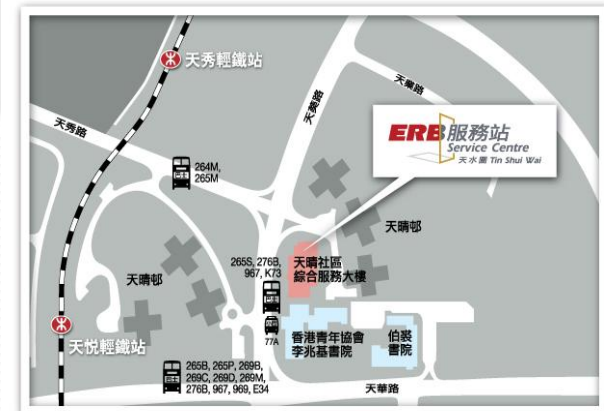 天秀輕鐵站
天業路
天葵路
天秀路
ERB服務站
Service Centre
天水圍 Tin Shui Wai
264M,
265M
天晴邨
天晴邨
265S, 276B,
967, K73
巴士
天晴社區
綜合服務大樓
77A
香港青年協會
李兆基書院
伯裘
書院
天悅輕鐵站
265B, 265P, 269B,
269C, 269D, 269M,
276B, 967, 969, E34
天華路